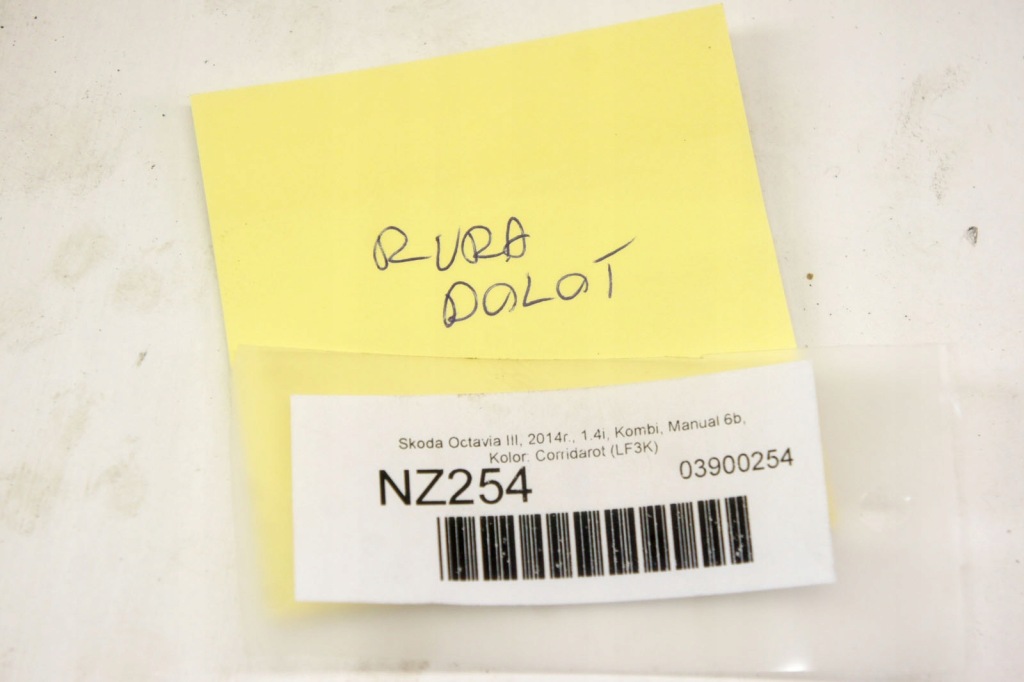 RURA
DOLOT
Skoda Octavia III, 2014r., 1.4i, Kombi, Manual 6b,
Kolor: Corridarot (LF3K)
NZ254
03900254